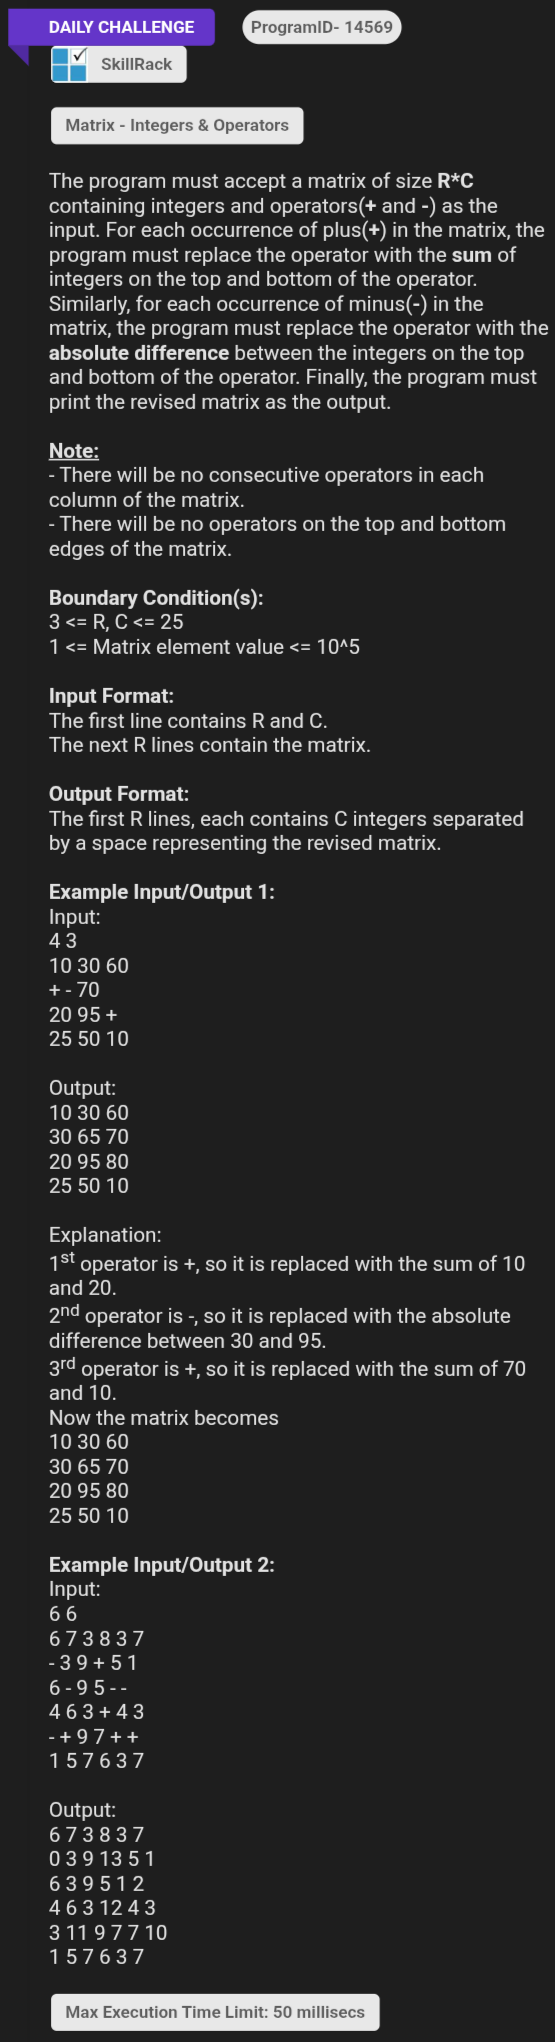 DAILY CHALLENGE
ProgramID- 14569
SkillRack
Matrix - Integers & Operators
The program must accept a matrix of size R*C
containing integers and operators(+ and -) as the
input. For each occurrence of plus(+) in the matrix, the
program must replace the operator with the sum of
integers on the top and bottom of the operator.
Similarly, for each occurrence of minus(-) in the
matrix, the program must replace the operator with the
absolute difference between the integers on the top
and bottom of the operator. Finally, the program must
print the revised matrix as the output.
Note:
- There will be no consecutive operators in each
column of the matrix.
- There will be no operators on the top and bottom
edges of the matrix.
Boundary Condition(s):
3 <= R, C <= 25
1 <= Matrix element value <= 10^5
Input Format:
The first line contains R and C.
The next R lines contain the matrix.
Output Format:
The first R lines, each contains C integers separated
by a space representing the revised matrix.
Example Input/Output 1:
Input:
4 3
10 30 60
+ - 70
20 95 +
25 50 10
Output:
10 30 60
30 65 70
20 95 80
25 50 10
Explanation:
1st operator is +, so it is replaced with the sum of 10
and 20.
2nd operator is -, so it is replaced with the absolute
difference between 30 and 95.
3rd operator is +, so it is replaced with the sum of 70
and 10.
Now the matrix becomes
10 30 60
30 65 70
20 95 80
25 50 10
Example Input/Output 2:
Input:
6 6
6 7 3 8 3 7
- 3 9 + 5 1
6 - 9 5 - -
4 6 3 + 4 3
- + 9 7 + +
1 5 7 6 3 7
Output:
6 7 3 8 3 7
0 3 9 13 5 1
6 3 9 5 1 2
4 6 3 12 4 3
3 11 9 7 7 10
1 5 7 6 3 7
Max Execution Time Limit: 50 millisecs